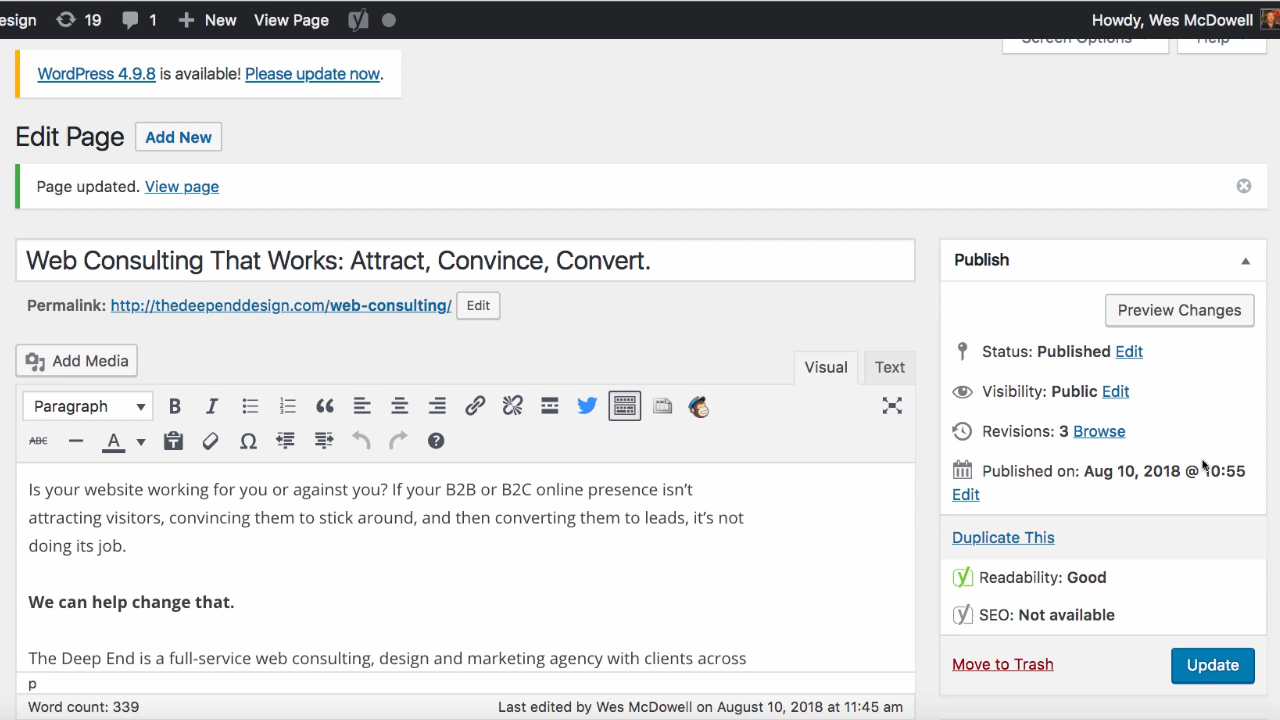 esign 19 1 New View Page Howdy, Wes McDowell
Screen Options Help
WordPress 4.9.8 is available! Please update now.
Edit Page Add New
Page updated. View page
Web Consulting That Works: Attract, Convince, Convert.
Permalink: http://thedeependdesign.com/web-consulting/ Edit
Add Media
Visual Text
Paragraph B I
ABC A
Is your website working for you or against you? If your B2B or B2C online presence isn't
attracting visitors, convincing them to stick around, and then converting them to leads, it's not
doing its job.
We can help change that.
The Deep End is a full-service web consulting, design and marketing agency with clients across
p
Word count: 339 Last edited by Wes McDowell on August 10, 2018 at 11:45 am
Publish
Preview Changes
Status: Published Edit
Visibility: Public Edit
Revisions: 3 Browse
Published on: Aug 10, 2018 @ 10:55
Edit
Duplicate This
Readability: Good
SEO: Not available
Move to Trash Update